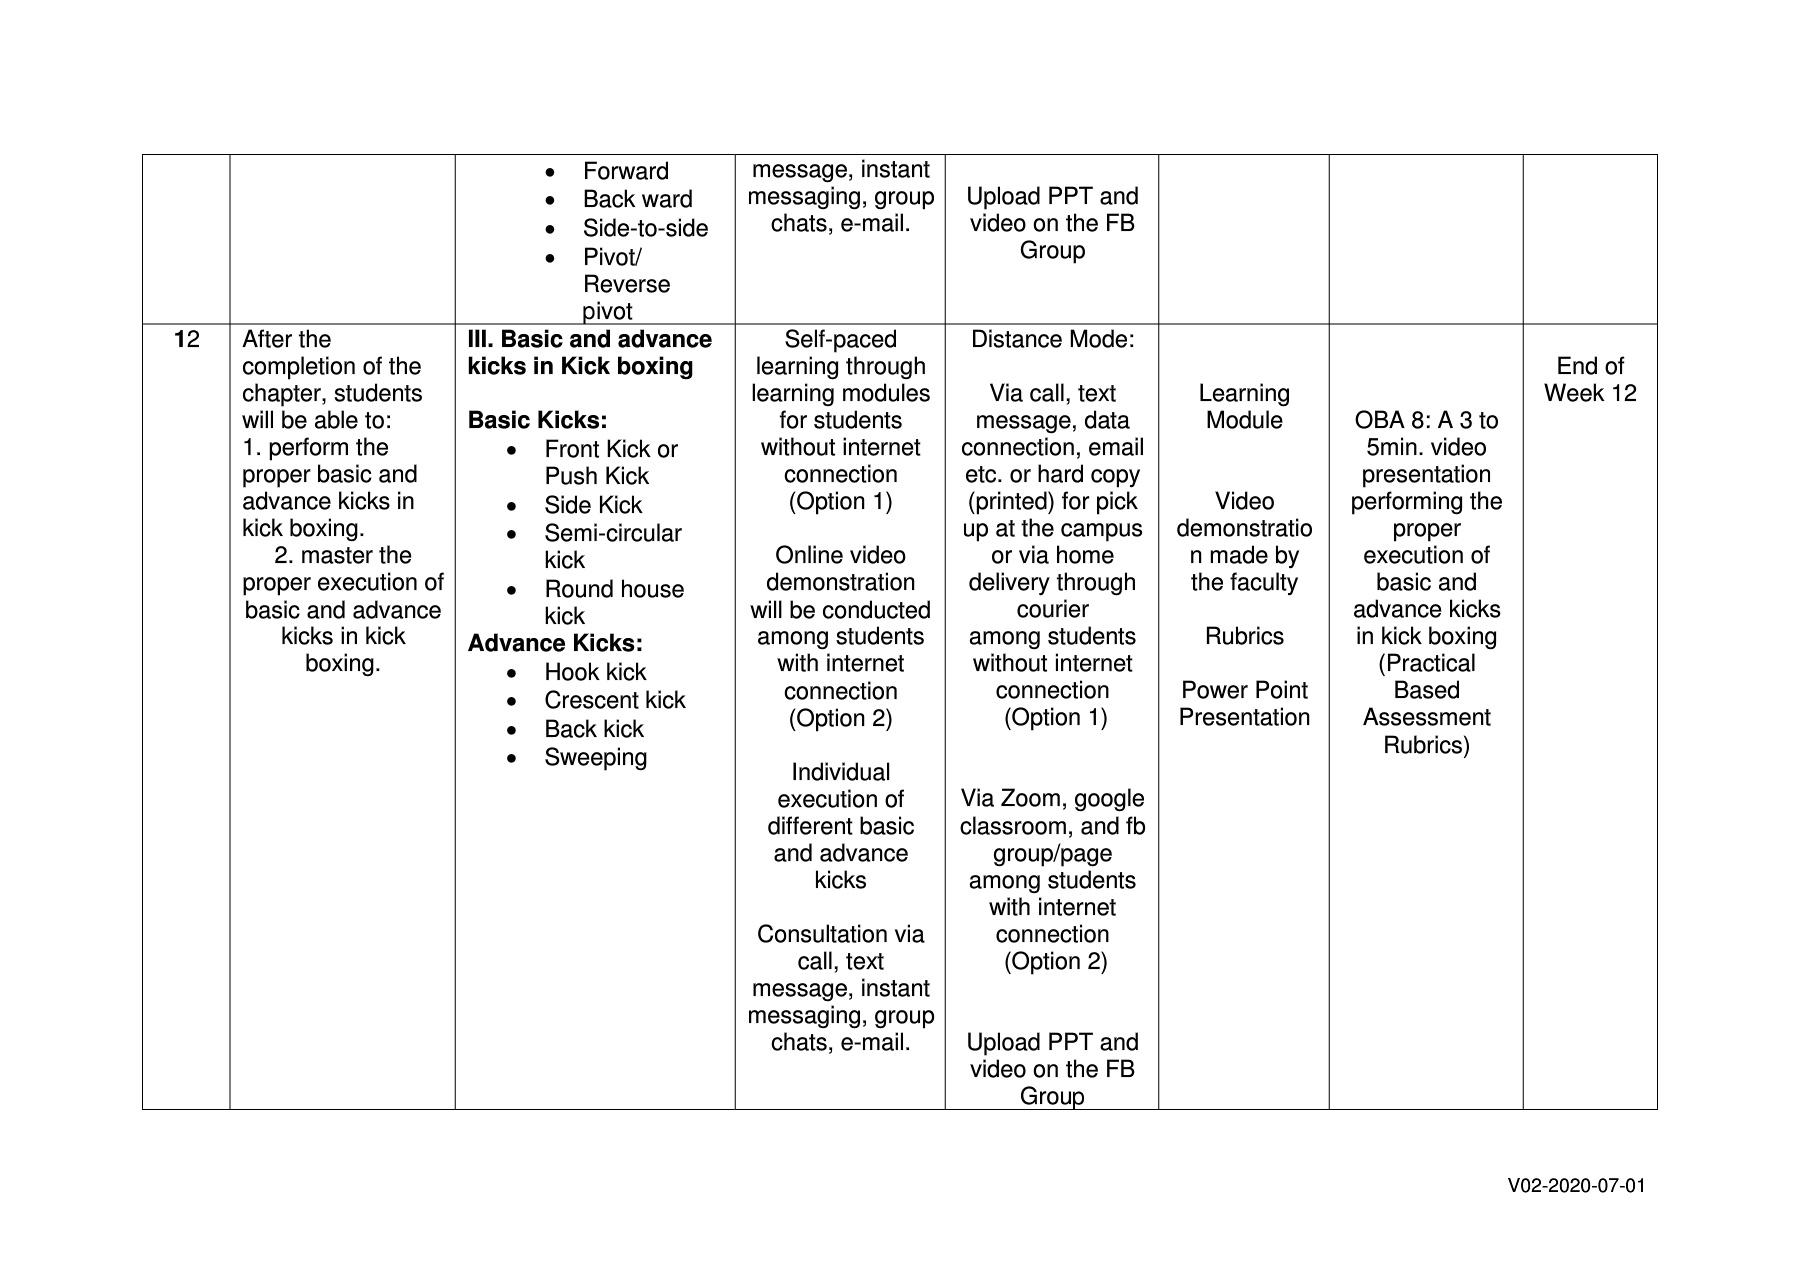 Forward
Back ward
Side-to-side
Pivot/
Reverse
pivot
message, instant
messaging, group
chats, e-mail.
Upload PPT and
video on the FB
Group
12
After the
completion of the
chapter, students
will be able to:
1. perform the
proper basic and
advance kicks in
kick boxing.
2. master the
proper execution of
basic and advance
kicks in kick
boxing.
III. Basic and advance
kicks in Kick boxing
Basic Kicks:
Front Kick or
Push Kick
Side Kick
Semi-circular
kick
Round house
kick
Advance Kicks:
Hook kick
Crescent kick
Back kick
Sweeping
Self-paced
learning through
learning modules
for students
without internet
connection
(Option 1)
Online video
demonstration
will be conducted
among students
with internet
connection
(Option 2)
Individual
execution of
different basic
and advance
kicks
Consultation via
call, text
message, instant
messaging, group
chats, e-mail.
Distance Mode:
Via call, text
message, data
connection, email
etc. or hard copy
(printed) for pick
up at the campus
or via home
delivery through
courier
among students
without internet
connection
(Option 1)
Via Zoom, google
classroom, and fb
group/page
among students
with internet
connection
(Option 2)
Upload PPT and
video on the FB
Group
Learning
Module
Video
demonstratio
n made by
the faculty
Rubrics
Power Point
Presentation
OBA 8: A 3 to
5min. video
presentation
performing the
proper
execution of
basic and
advance kicks
in kick boxing
(Practical
Based
Assessment
Rubrics)
End of
Week 12
V02-2020-07-01